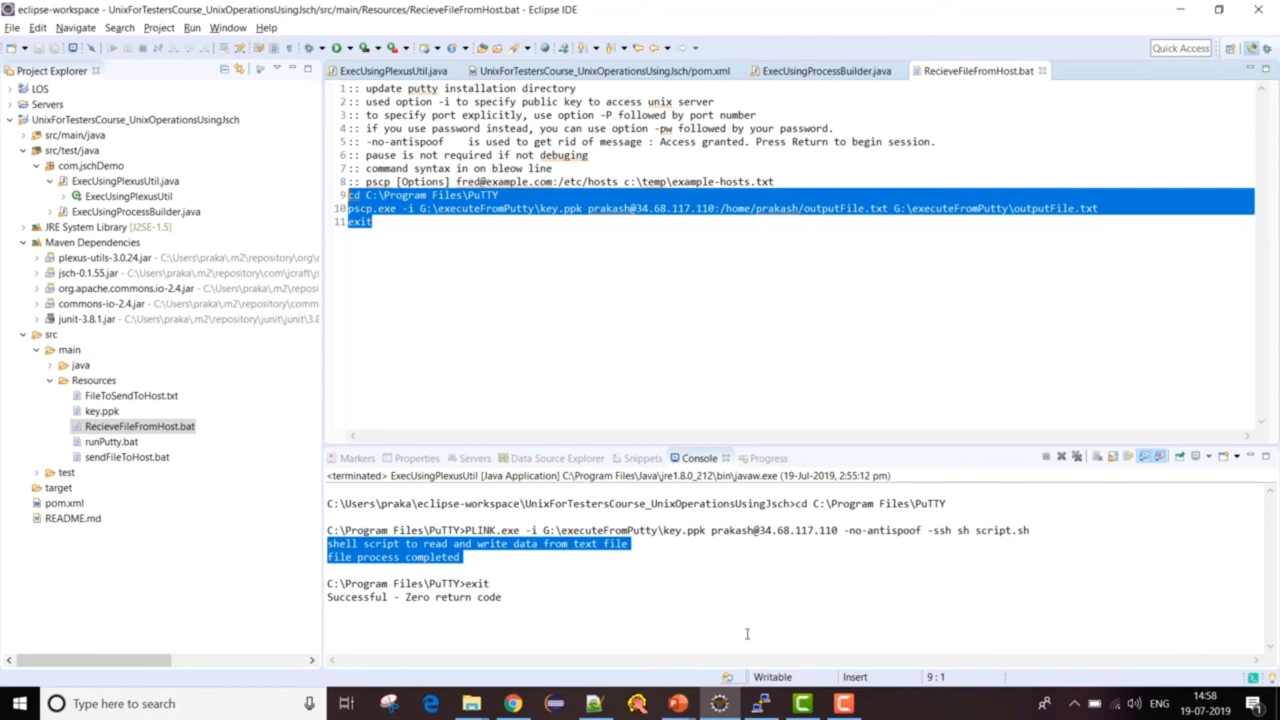 eclipse-workspace - UnixForTestersCourse_UnixOperationsUsingJsch/src/main/Resources/RecieveFileFromHost.bat - Eclipse IDE
File Edit Navigate Search Project Run Window Help
Quick Access
Project Explorer
ExecUsingPlexusUtil.java
UnixForTestersCourse_UnixOperationsUsingJsch/pom.xml
ExecUsingProcessBuilder.java
RecieveFileFromHost.bat
LOS
Servers
UnixForTestersCourse_UnixOperationsUsingJsch
src/main/java
src/test/java
com.jschDemo
ExecUsingPlexusUtil.java
ExecUsingPlexusUtil
ExecUsingProcessBuilder.java
JRE System Library [J2SE-1.5]
Maven Dependencies
plexus-utils-3.0.24.jar - C:\Users\praka\.m2\repository\org\c
jsch-0.1.55.jar - C:\Users\praka\.m2\repository\com\jcraft\js
org.apache.commons.io-2.4.jar - C:\Users\praka\.m2\reposi
commons-io-2.4.jar - C:\Users\praka\.m2\repository\comm
junit-3.8.1.jar - C:\Users\praka\.m2\repository\junit\junit\3.8
src
main
java
Resources
FileToSendToHost.txt
key.ppk
RecieveFileFromHost.bat
runPutty.bat
sendFileToHost.bat
test
target
pom.xml
README.md
1 :: update putty installation directory
2 :: used option -i to specify public key to access unix server
3 :: to specify port explicitly, use option -P followed by port number
4 :: if you use password instead, you can use option -pw followed by your password.
5 :: -no-antispoof is used to get rid of message : Access granted. Press Return to begin session.
6 :: pause is not required if not debuging
7 :: command syntax in on bleow line
8 :: pscp [Options] fred@example.com:/etc/hosts c:\temp\example-hosts.txt
9 cd C:\Program Files\PuTTY
10 pscp.exe -i G:\executeFromPutty\key.ppk prakash@34.68.117.110:/home/prakash/outputFile.txt G:\executeFromPutty\outputFile.txt
11 exit
Markers Properties Servers Data Source Explorer Snippets Console Progress
<terminated> ExecUsingPlexusUtil [Java Application] C:\Program Files\Java\jre1.8.0_212\bin\javaw.exe (19-Jul-2019, 2:55:12 pm)
C:\Users\praka\eclipse-workspace\UnixForTestersCourse_UnixOperationsUsingJsch>cd C:\Program Files\PuTTY
C:\Program Files\PuTTY>PLINK.exe -i G:\executeFromPutty\key.ppk prakash@34.68.117.110 -no-antispoof -ssh sh script.sh
shell script to read and write data from text file
file process completed
C:\Program Files\PuTTY>exit
Successful - Zero return code
Writable Insert 9 : 1
Type here to search
ENG
14:58
19-07-2019